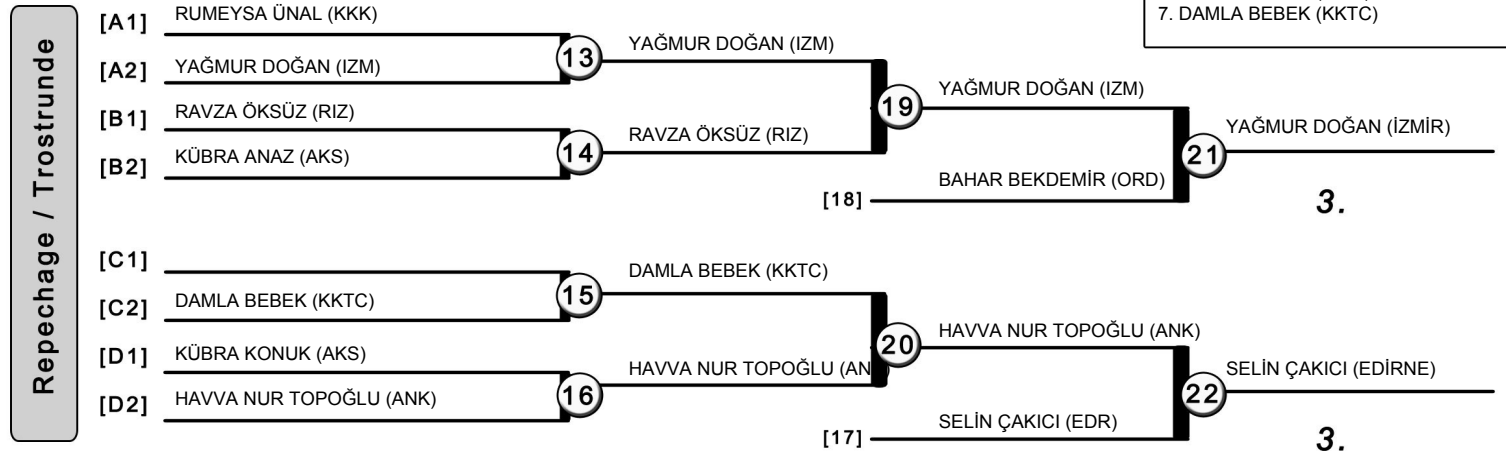 7. DAMLA BEBEK (KKTC)
Repechage / Trostrunde
[A1] RUMEYSA ÜNAL (KKK)
[A2] YAĞMUR DOĞAN (IZM)
13
YAĞMUR DOĞAN (IZM)
[B1] RAVZA ÖKSÜZ (RIZ)
[B2] KÜBRA ANAZ (AKS)
14
RAVZA ÖKSÜZ (RIZ)
19
YAĞMUR DOĞAN (IZM)
[18] BAHAR BEKDEMİR (ORD)
21
YAĞMUR DOĞAN (İZMİR)
3.
[C1]
[C2] DAMLA BEBEK (KKTC)
15
DAMLA BEBEK (KKTC)
[D1] KÜBRA KONUK (AKS)
[D2] HAVVA NUR TOPOĞLU (ANK)
16
HAVVA NUR TOPOĞLU (AN
20
HAVVA NUR TOPOĞLU (ANK)
[17] SELİN ÇAKICI (EDR)
22
SELİN ÇAKICI (EDİRNE)
3.